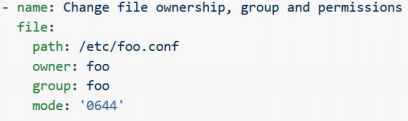 - name: Change file ownership, group and permissions
  file:
    path: /etc/foo.conf
    owner: foo
    group: foo
    mode: '0644'